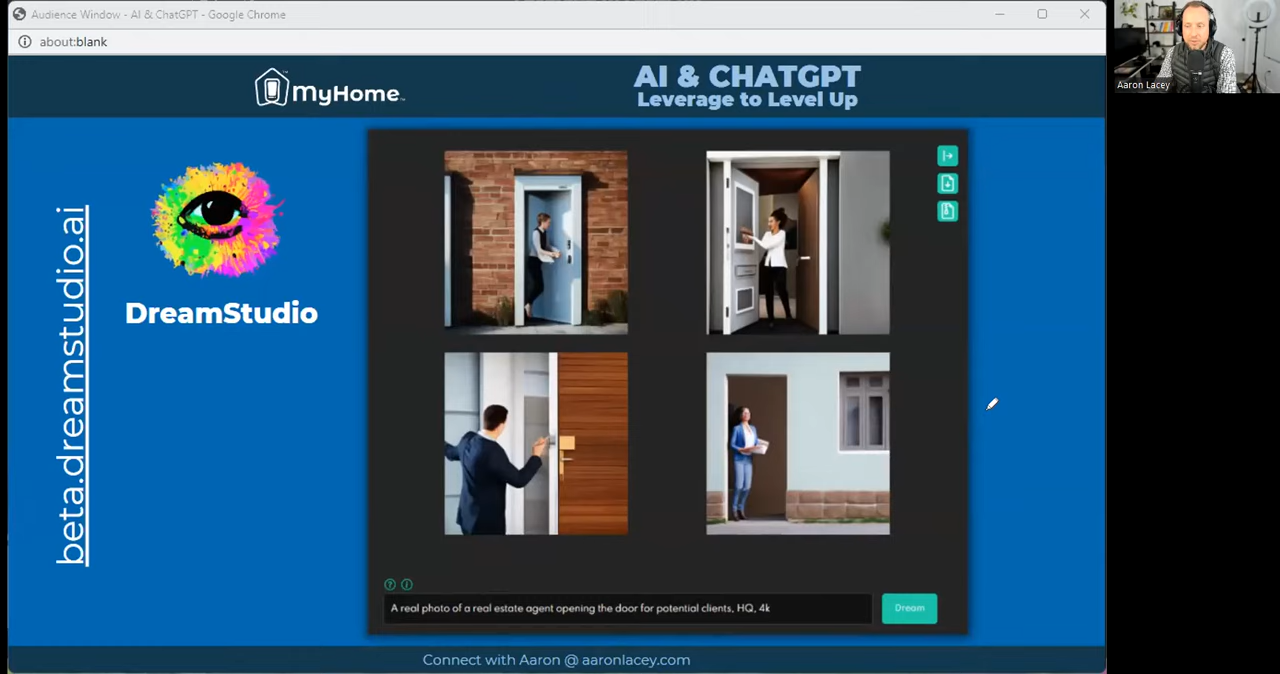 Audience Window - AI & ChatGPT - Google Chrome
about:blank
MyHome
AI & CHATGPT
Leverage to Level Up
beta.dreamstudio.ai
DreamStudio
A real photo of a real estate agent opening the door for potential clients, HQ, 4k
Dream
Connect with Aaron @ aaronlacey.com
Aaron Lacey